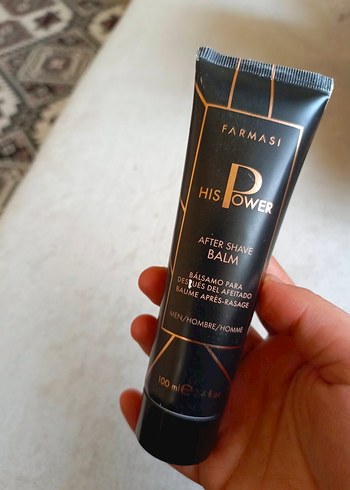 FARMASI
HIS POWER
AFTER SHAVE
BALM
BÁLSAMO PARA
DESPUÉS DEL AFEITADO
BAUME APRÈS-RASAGE
MEN/HOMBRE/HOMME
100 ml e